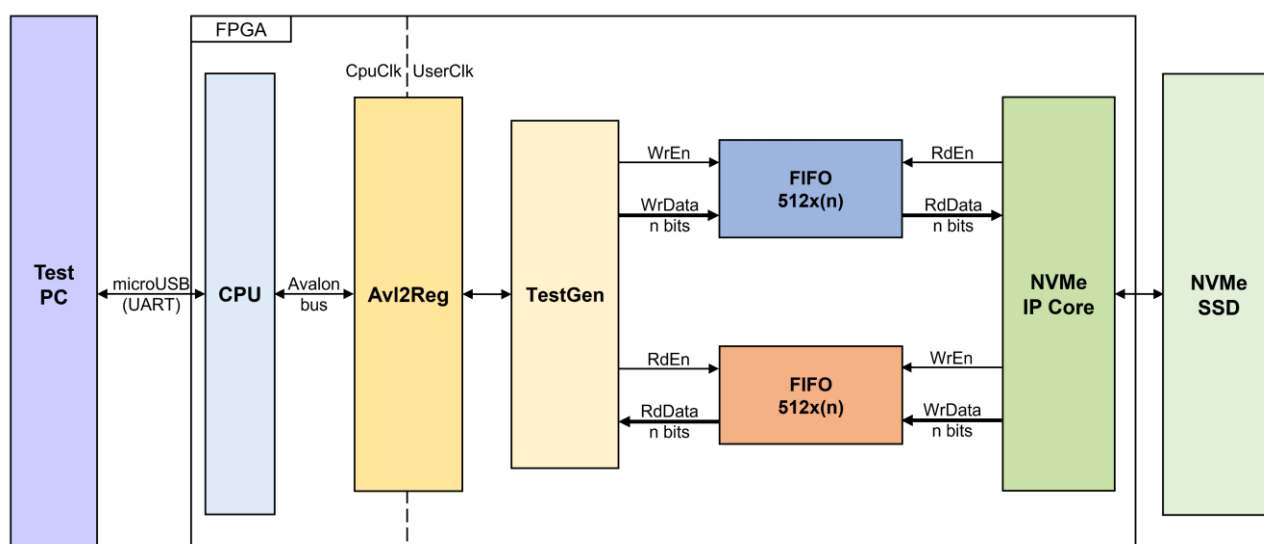 FPGA
CpuClk
UserClk
Test
PC
microUSB
(UART)
CPU
Avalon
bus
Avl2Reg
TestGen
WrEn
WrData
n bits
FIFO
512x(n)
RdEn
RdData
n bits
RdEn
RdData
n bits
FIFO
512x(n)
WrEn
WrData
n bits
NVMe
IP Core
NVMe
SSD